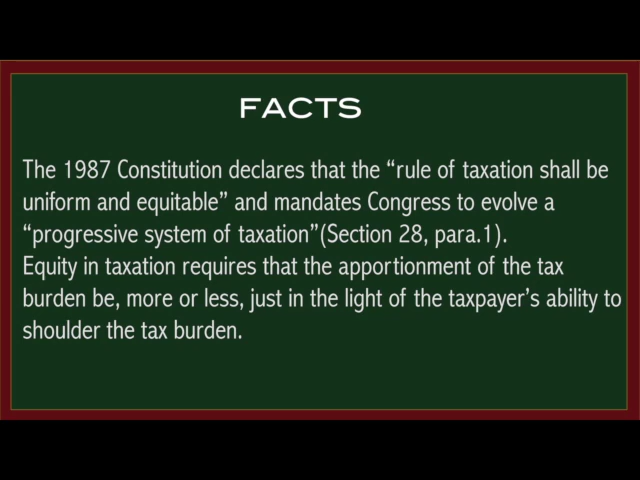 FACTS
The 1987 Constitution declares that the “rule of taxation shall be
uniform and equitable” and mandates Congress to evolve a
“progressive system of taxation”(Section 28, para.1).
Equity in taxation requires that the apportionment of the tax
burden be, more or less, just in the light of the taxpayer’s ability to
shoulder the tax burden.